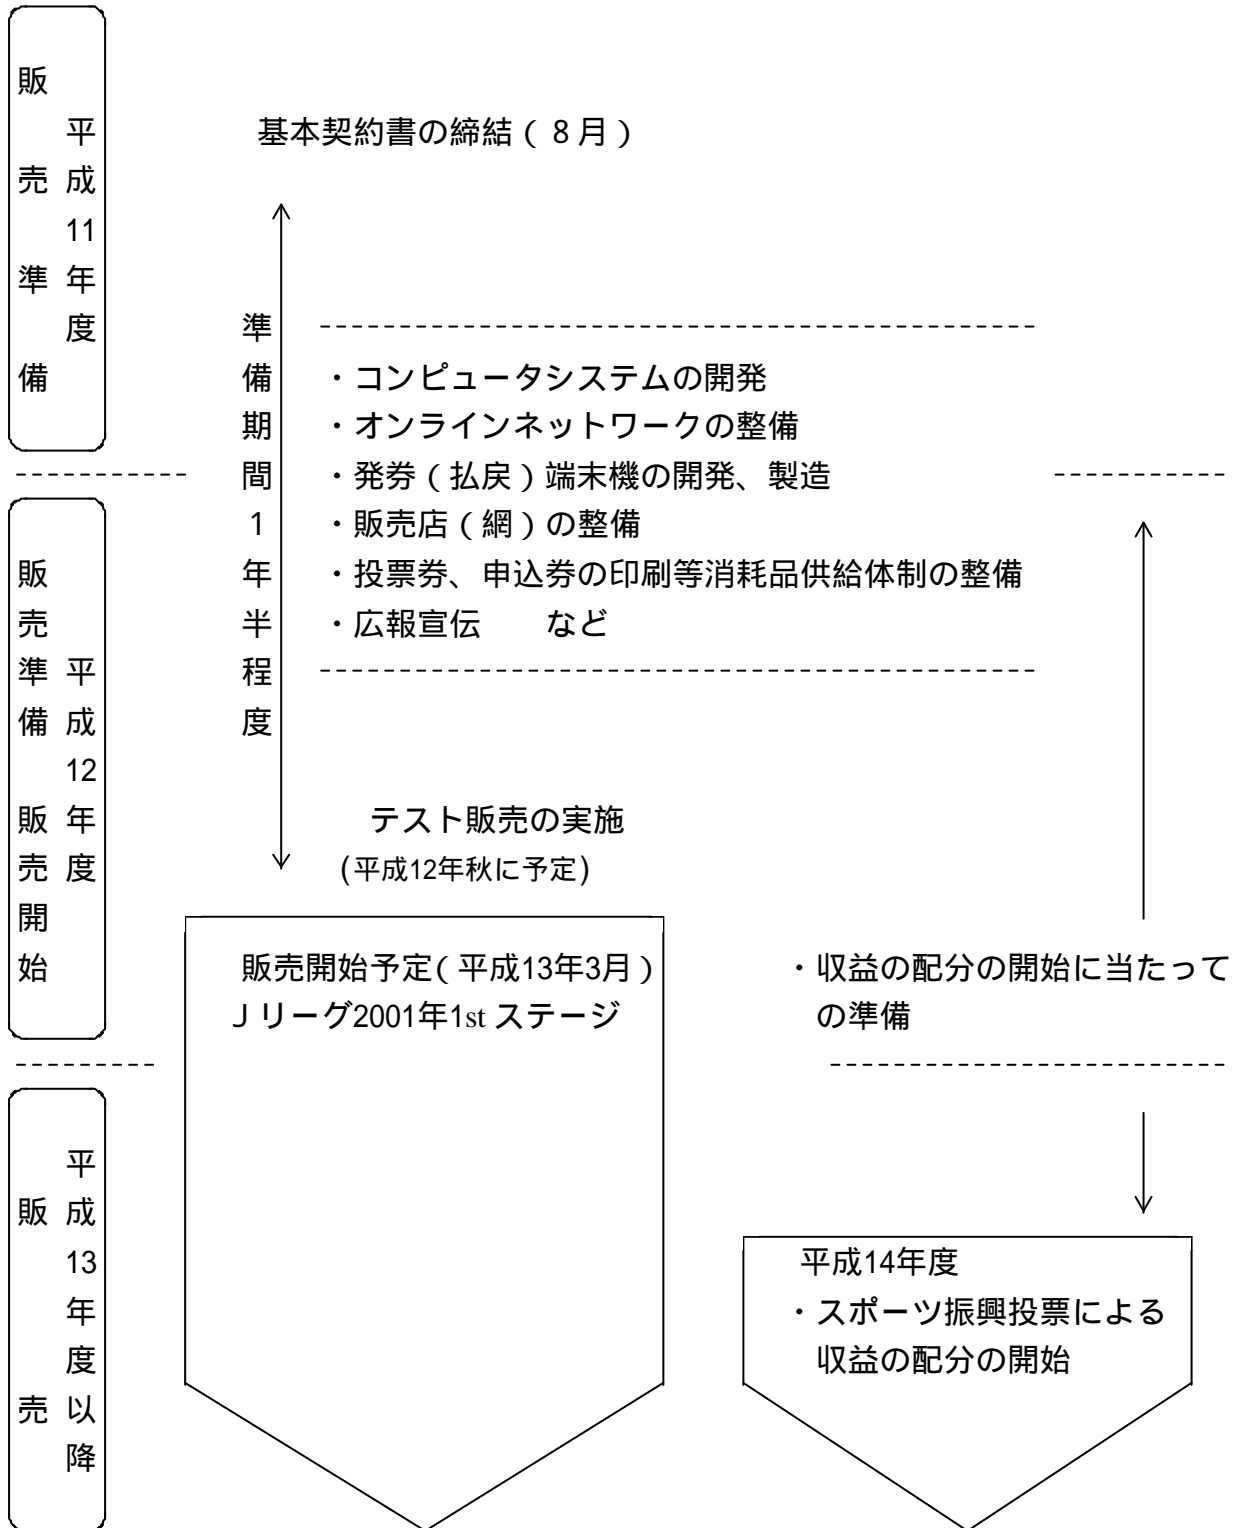 平成11年度
販売準備
基本契約書の締結（８月）
準備期間１年半程度
・コンピュータシステムの開発
・オンラインネットワークの整備
・発券（払戻）端末機の開発、製造
・販売店（網）の整備
・投票券、申込券の印刷等消耗品供給体制の整備
・広報宣伝　　など
平成12年度
販売準備　販売開始
テスト販売の実施
(平成12年秋に予定)
販売開始予定（平成13年3月）
Ｊリーグ2001年1st ステージ
・収益の配分の開始に当たって
の準備
平成13年度以降
販売
平成14年度
・スポーツ振興投票による
収益の配分の開始